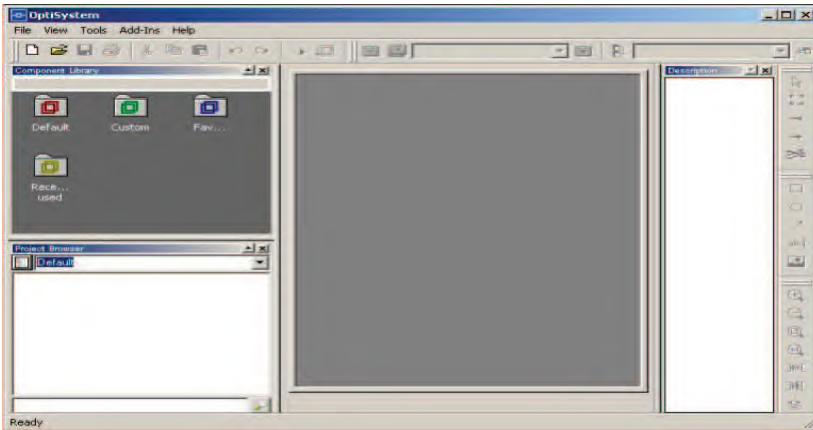 OptiSystem
File View Tools Add-Ins Help
Component Library
Description
Default Custom Fav...
Rece...
used
Project Browser
Default
Ready